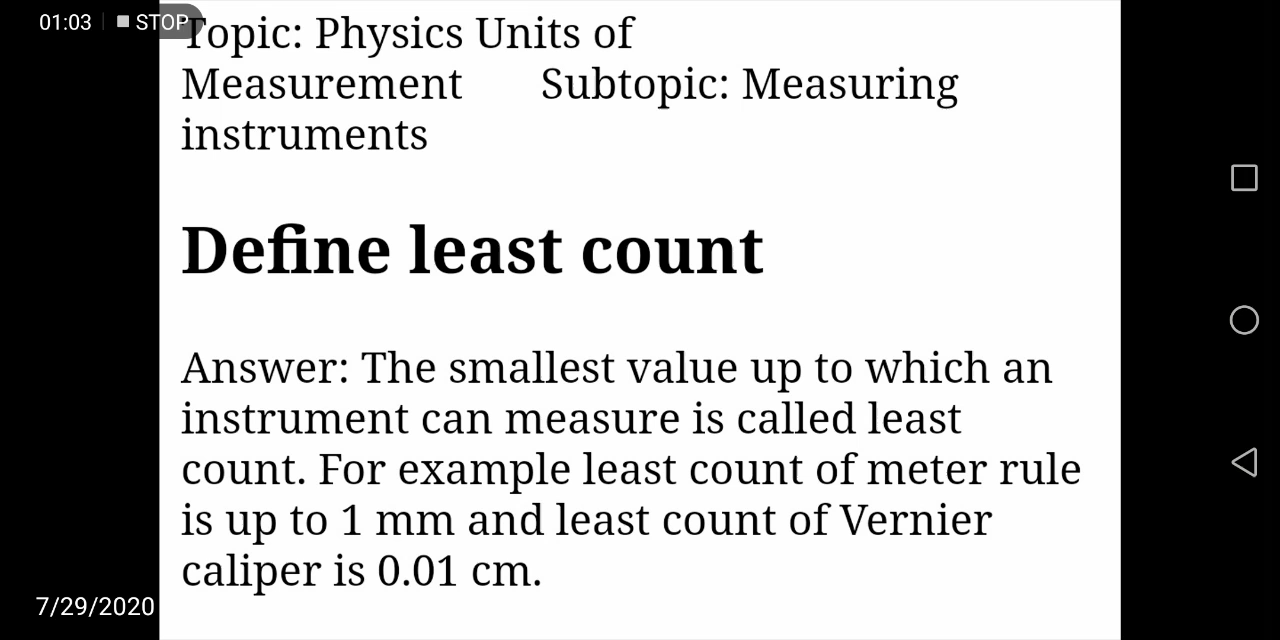 01:03 STOP
Topic: Physics Units of
Measurement Subtopic: Measuring
instruments
Define least count
Answer: The smallest value up to which an
instrument can measure is called least
count. For example least count of meter rule
is up to 1 mm and least count of Vernier
caliper is 0.01 cm.
7/29/2020